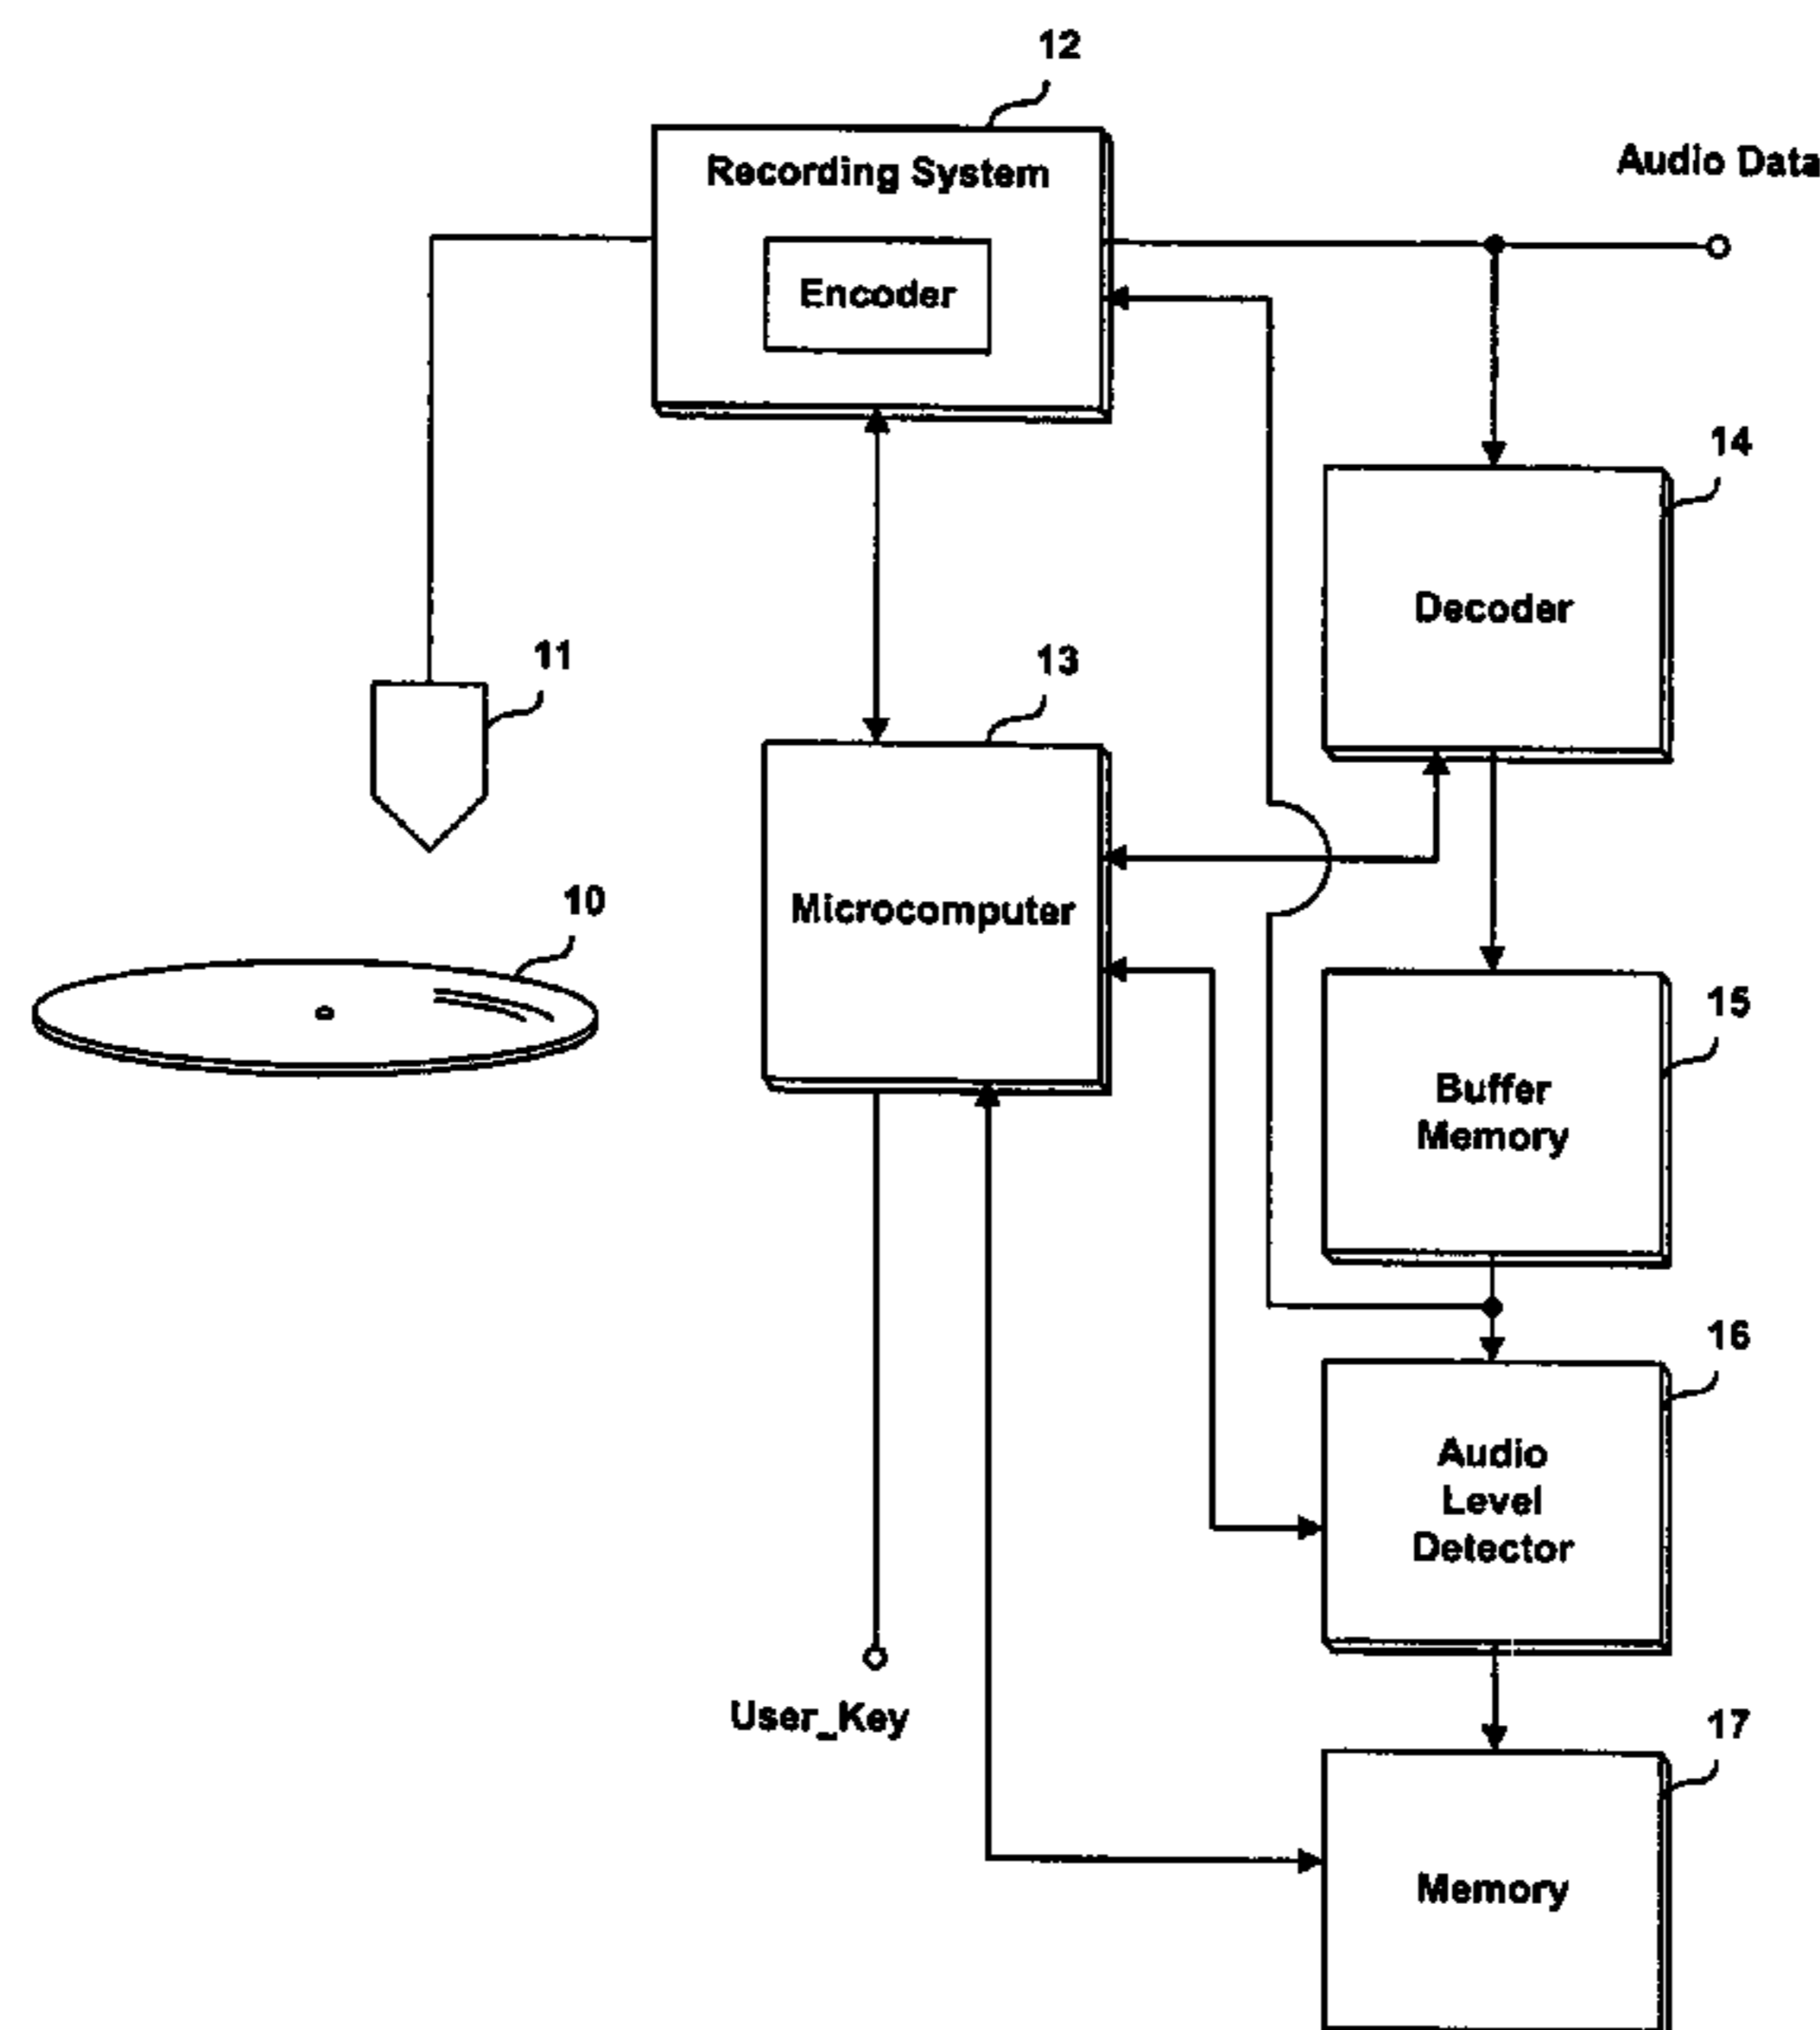 12
Recording System
Audio Data
Encoder
14
Decoder
11
13
Microcomputer
10
15
Buffer
Memory
16
Audio
Level
Detector
User_Key
17
Memory